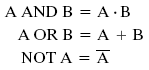 A AND B = A · B
A OR B = A + B
NOT A = A̅